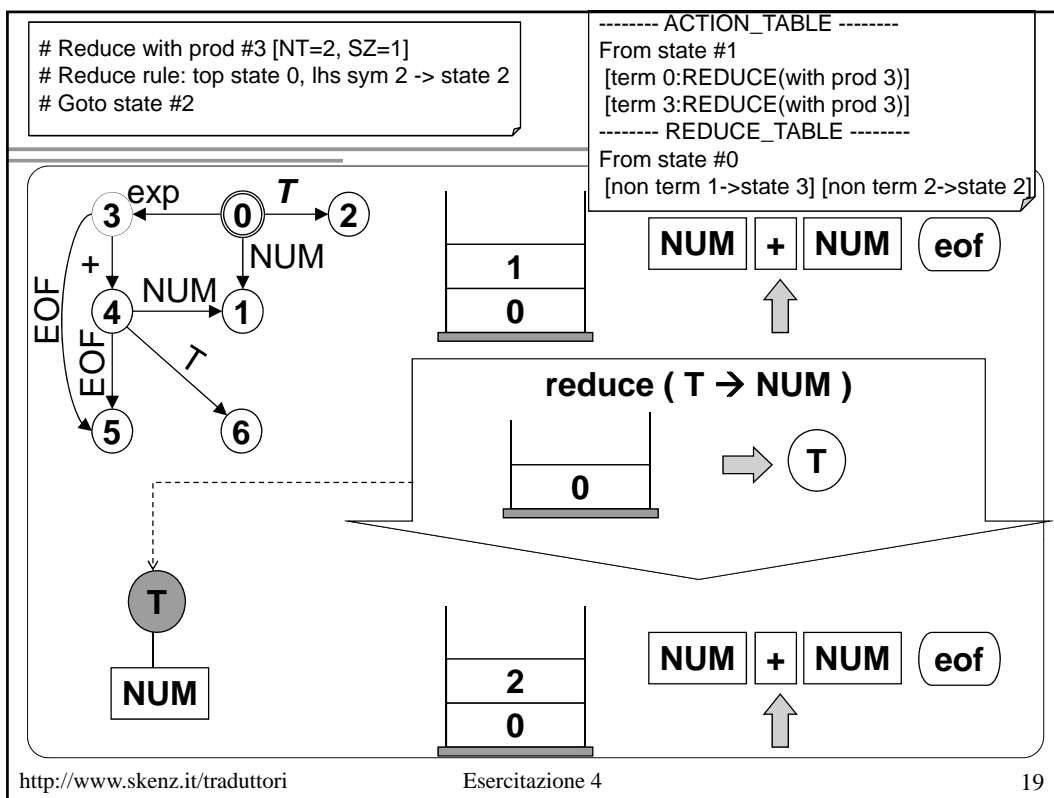 # Reduce with prod #3 [NT=2, SZ=1]
# Reduce rule: top state 0, lhs sym 2 -> state 2
# Goto state #2
-------- ACTION_TABLE --------
From state #1
[term 0:REDUCE(with prod 3)]
[term 3:REDUCE(with prod 3)]
-------- REDUCE_TABLE --------
From state #0
[non term 1->state 3] [non term 2->state 2]
exp T
3 0 2
+ NUM
EOF
NUM
4 1
EOF T
5 6
1
0
NUM + NUM eof
reduce ( T → NUM )
0
T
T
NUM
2
0
NUM + NUM eof
http://www.skenz.it/traduttori Esercitazione 4 19